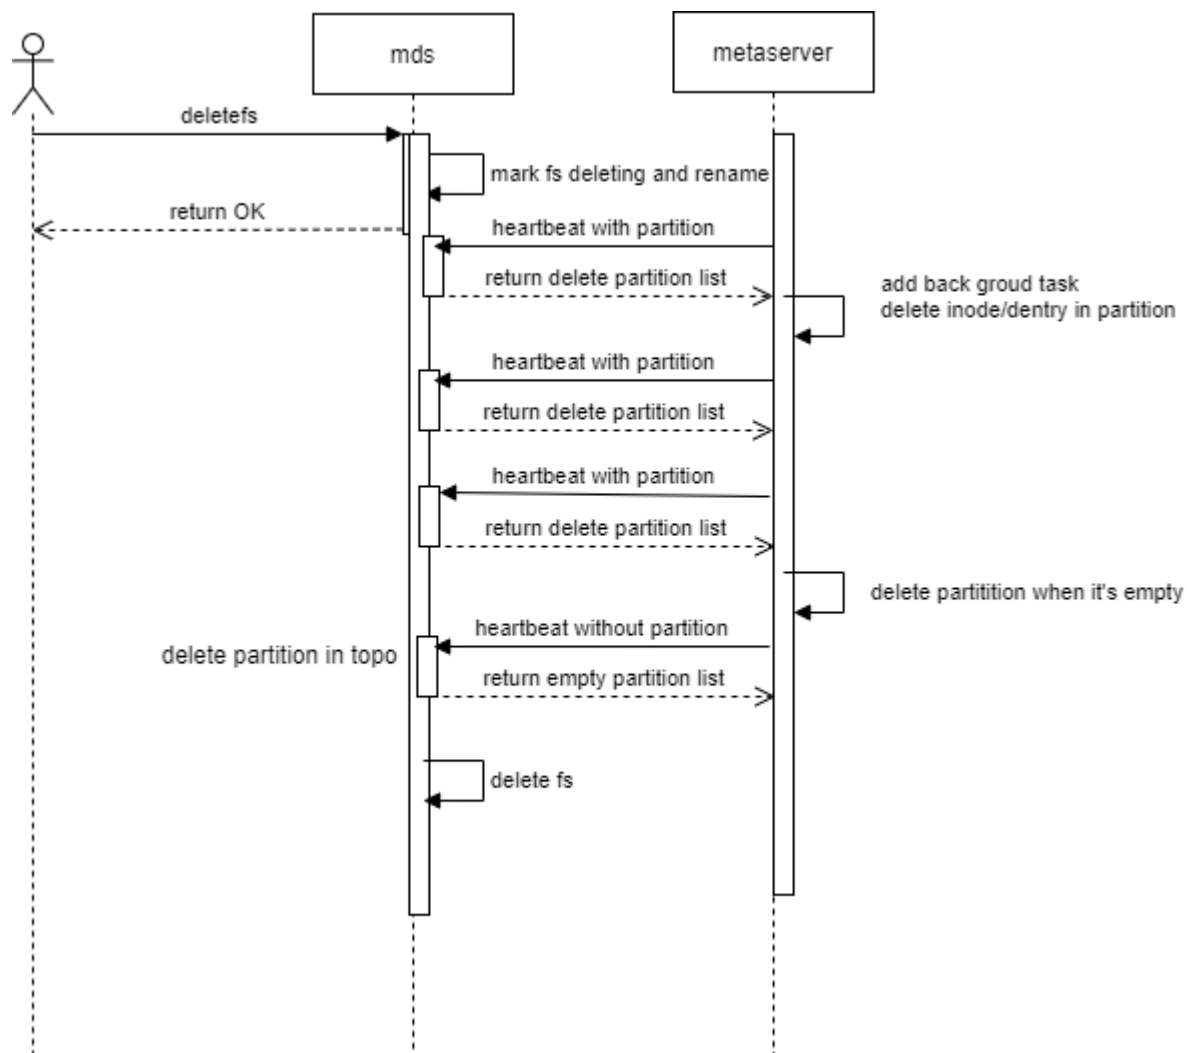 mds
metaserver
deletefs
mark fs deleting and rename
return OK
heartbeat with partition
return delete partition list
add back groud task
delete inode/dentry in partition
heartbeat with partition
return delete partition list
heartbeat with partition
return delete partition list
delete partitition when it's empty
heartbeat without partition
delete partition in topo
return empty partition list
delete fs